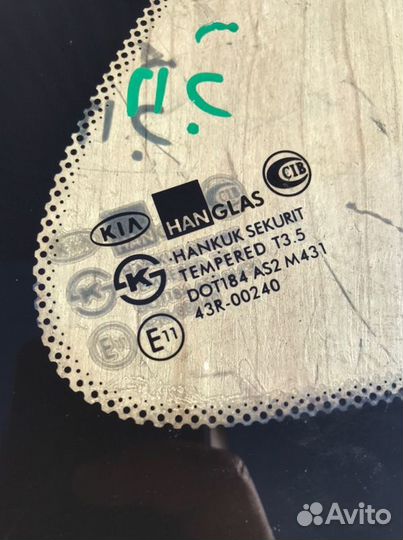 KIA HANGLAS CIB
HANKUK SEKURIT
TEMPERED T3.5
DOT184 AS2 M431
43R-00240
E11
Avito